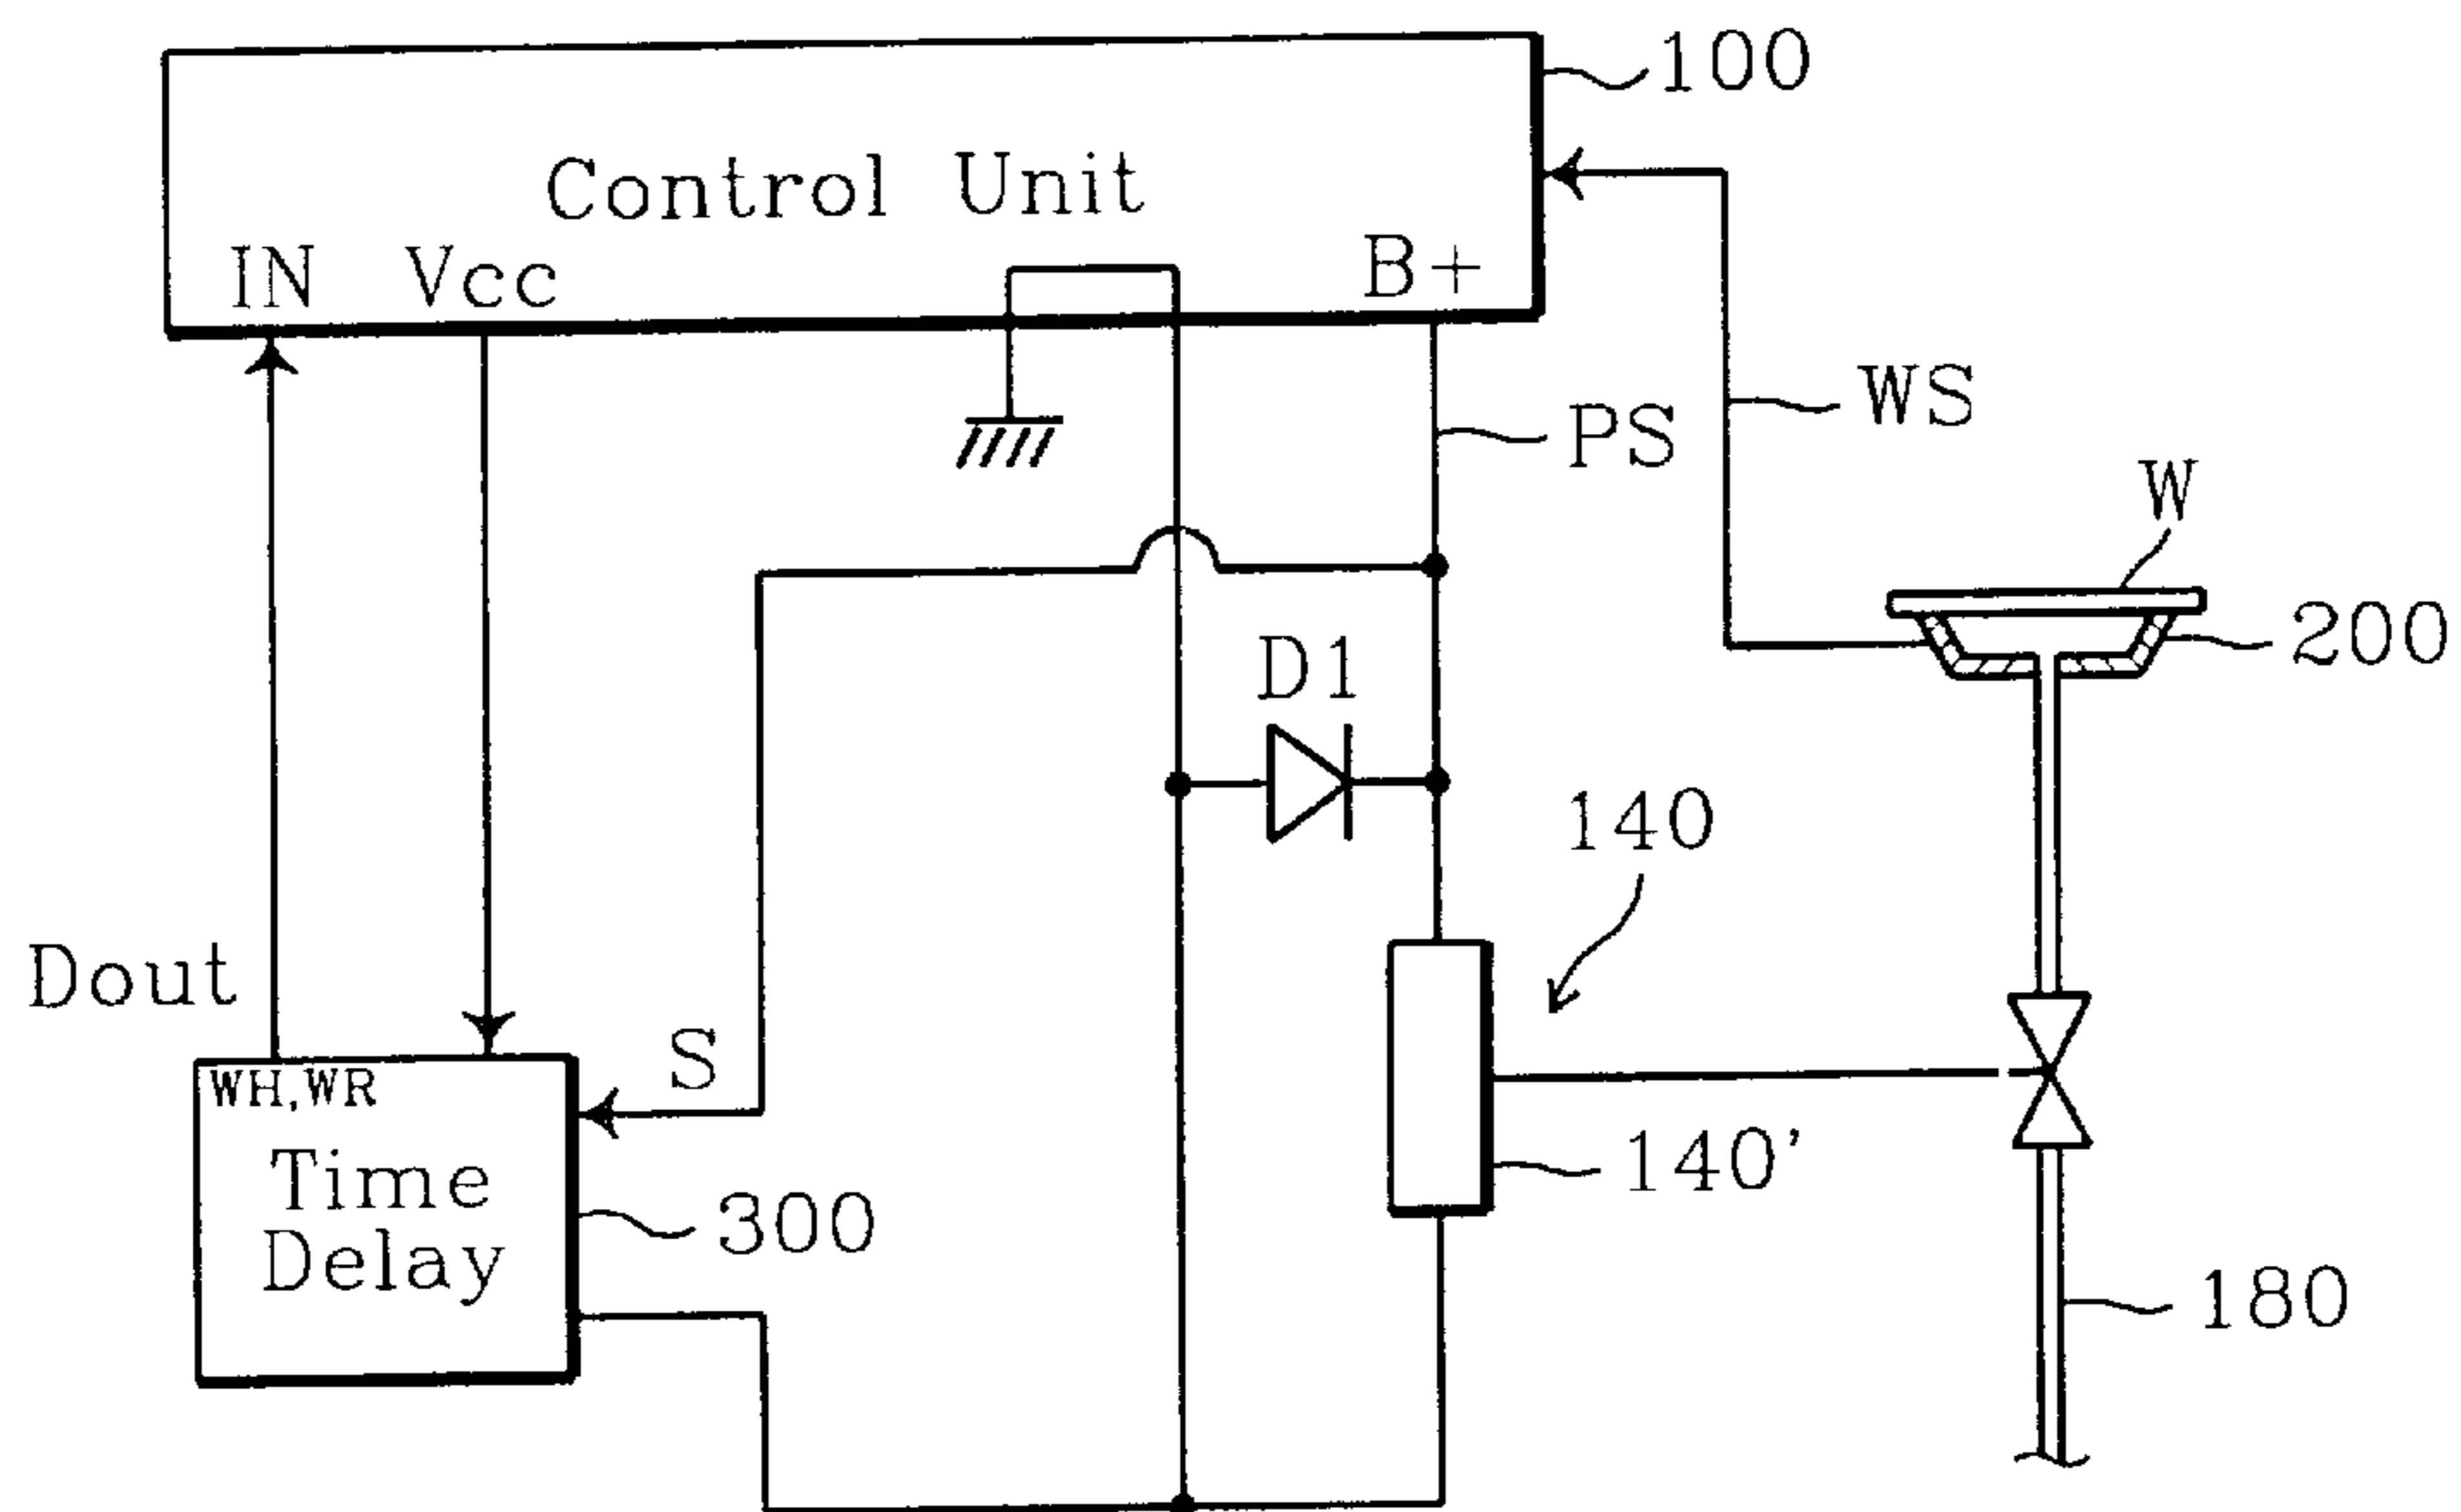 100
Control Unit
IN Vcc
B+
WS
PS
W
200
D1
140
Dout
S
WH,WR
Time
Delay
300
140'
180